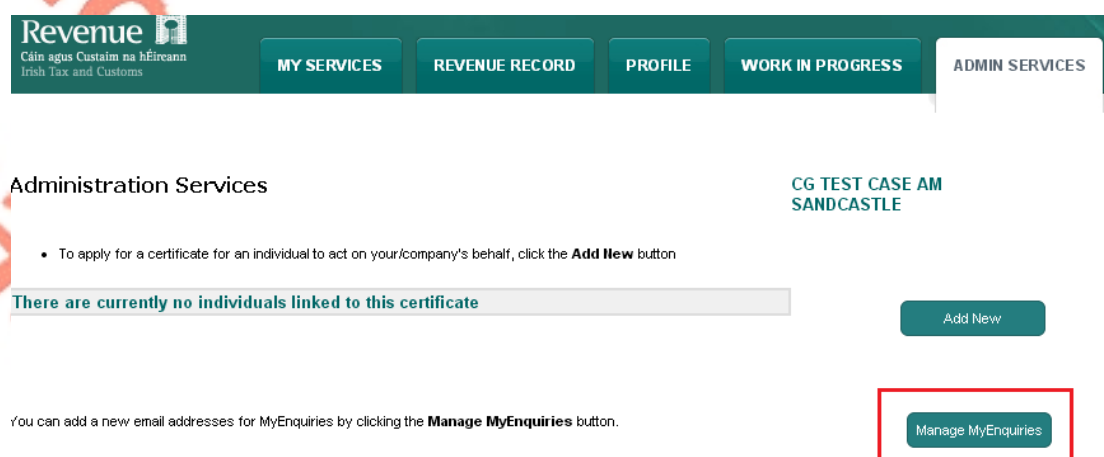 Revenue
Cáin agus Custaim na hÉireann
Irish Tax and Customs
MY SERVICES
REVENUE RECORD
PROFILE
WORK IN PROGRESS
ADMIN SERVICES
Administration Services
CG TEST CASE AM
SANDCASTLE
• To apply for a certificate for an individual to act on your/company's behalf, click the Add New button
There are currently no individuals linked to this certificate
Add New
You can add a new email addresses for MyEnquiries by clicking the Manage MyEnquiries button.
Manage MyEnquiries